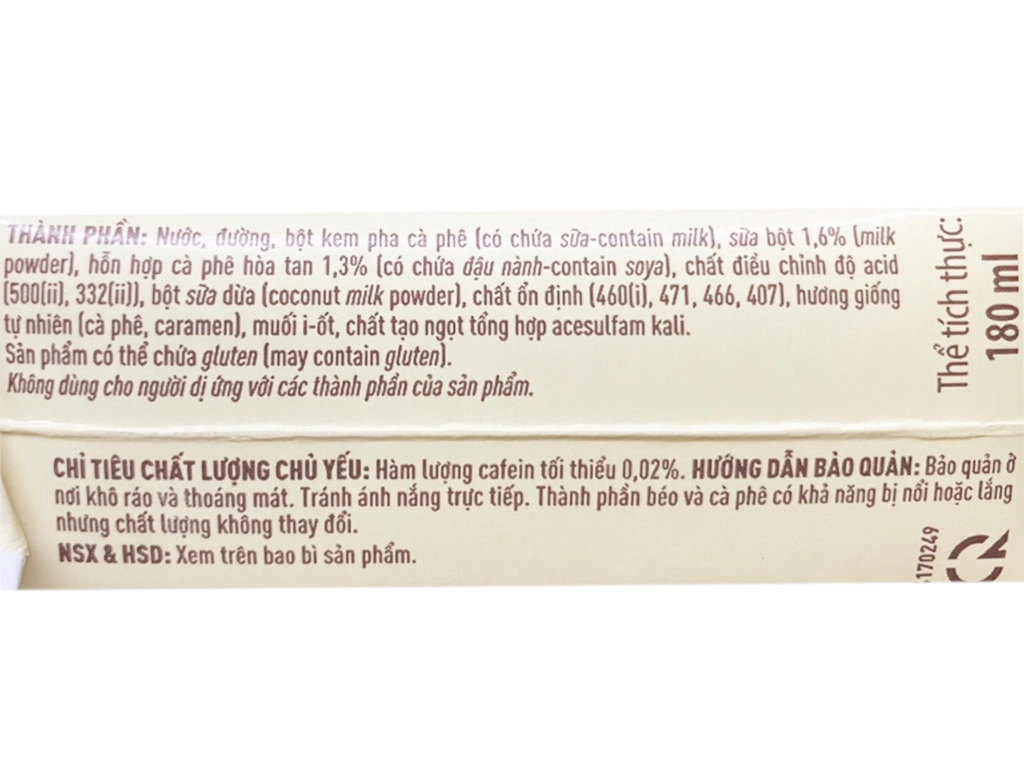 THÀNH PHẦN: Nước, đường, bột kem pha cà phê (có chứa sữa-contain milk), sữa bột 1,6% (milk
powder), hỗn hợp cà phê hòa tan 1,3% (có chứa đậu nành-contain soya), chất điều chỉnh độ acid
(500(ii), 332(ii)), bột sữa dừa (coconut milk powder), chất ổn định (460(i), 471, 466, 407), hương giống
tự nhiên (cà phê, caramen), muối i-ốt, chất tạo ngọt tổng hợp acesulfam kali.
Sản phẩm có thể chứa gluten (may contain gluten).
Không dùng cho người dị ứng với các thành phần của sản phẩm.
Thể tích thực:
180 ml
CHỈ TIÊU CHẤT LƯỢNG CHỦ YẾU: Hàm lượng cafein tối thiểu 0,02%. HƯỚNG DẪN BẢO QUẢN: Bảo quản ở
nơi khô ráo và thoáng mát. Tránh ánh nắng trực tiếp. Thành phần béo và cà phê có khả năng bị nổi hoặc lắng
nhưng chất lượng không thay đổi.
NSX & HSD: Xem trên bao bì sản phẩm.
170249